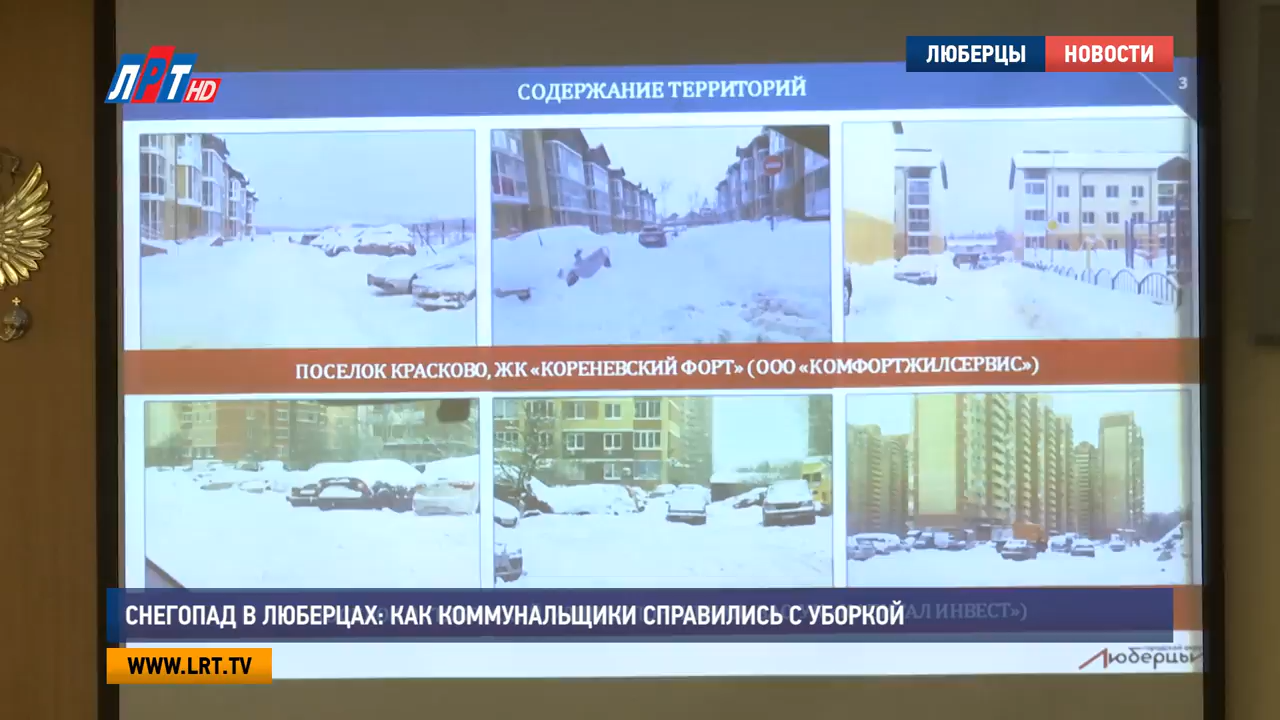 ЛРТ HD
ЛЮБЕРЦЫ НОВОСТИ
СОДЕРЖАНИЕ ТЕРРИТОРИЙ
3
ПОСЕЛОК КРАСКОВО, ЖК «КОРЕНЕВСКИЙ ФОРТ» (ООО «КОМФОРТЖИЛСЕРВИС»)
ИНВЕСТ»)
СНЕГОПАД В ЛЮБЕРЦАХ: КАК КОММУНАЛЬЩИКИ СПРАВИЛИСЬ С УБОРКОЙ
WWW.LRT.TV
Люберцы